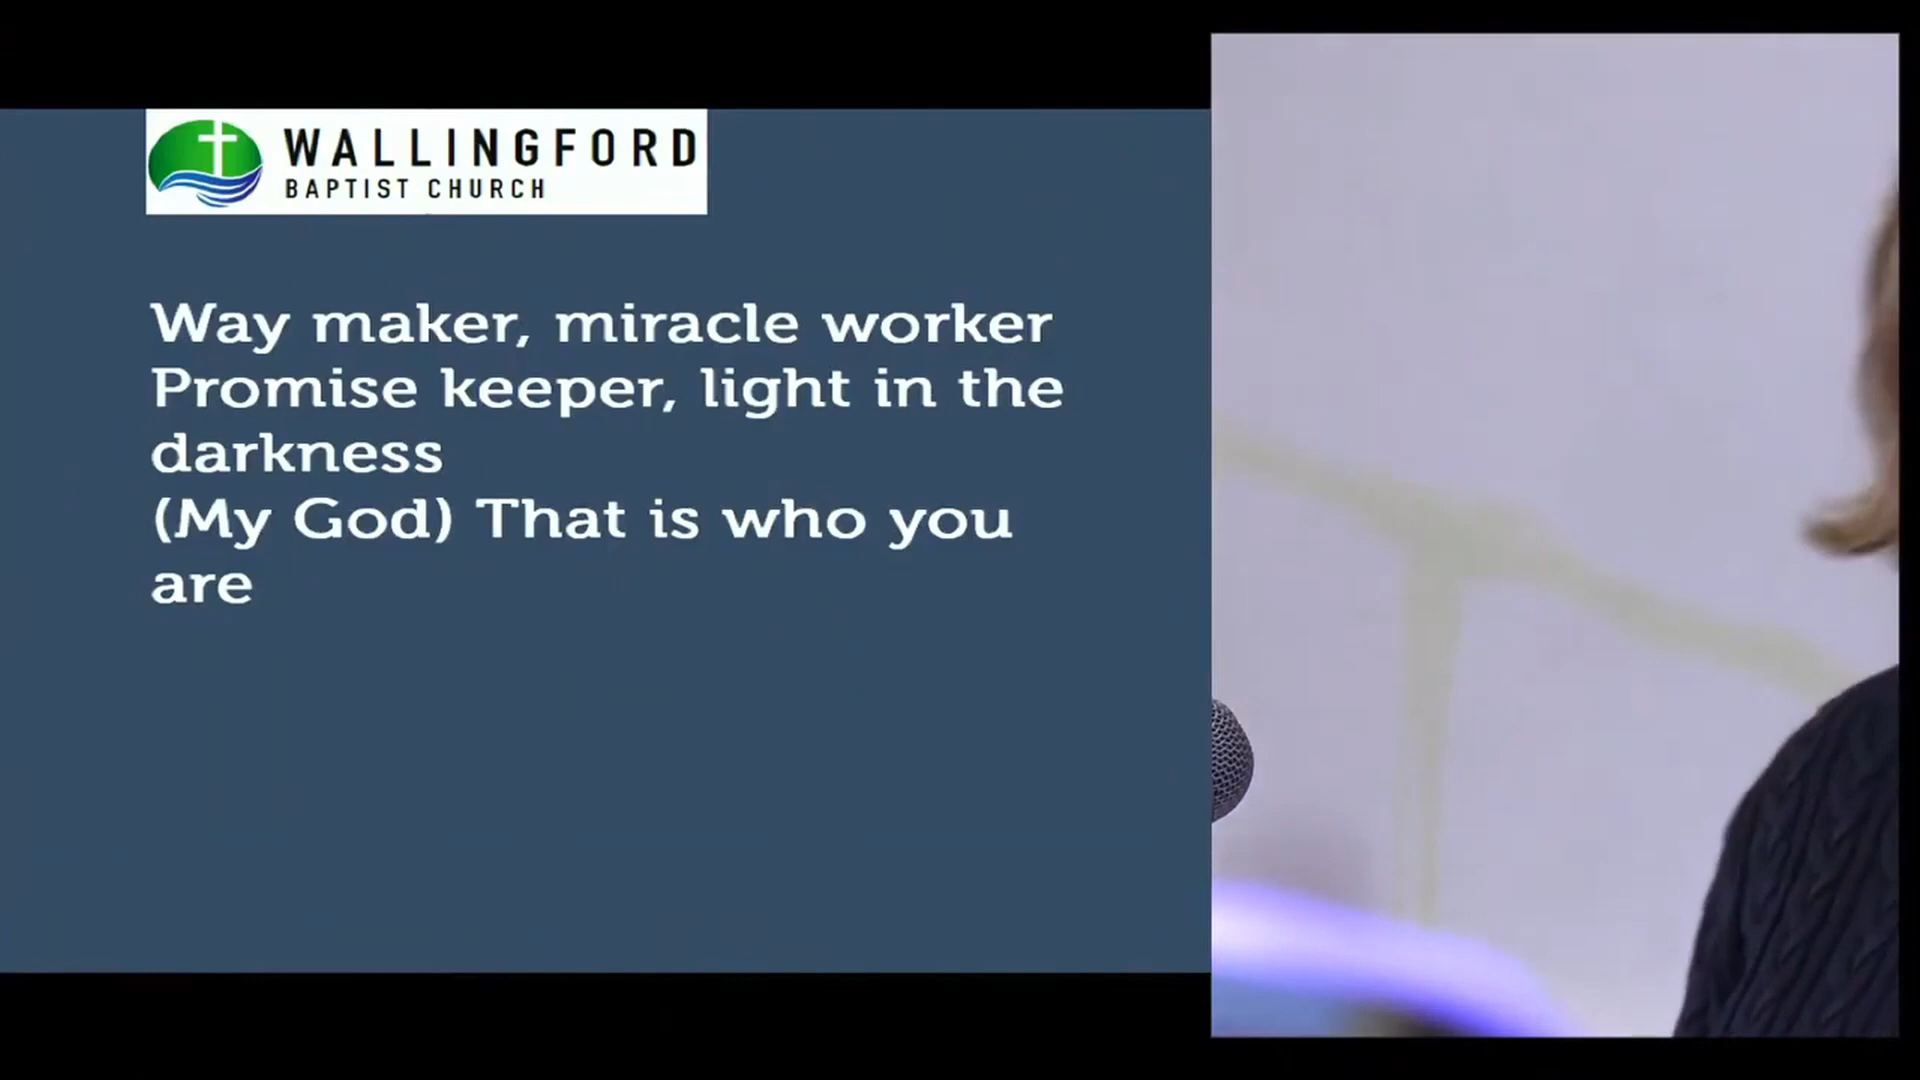 WALLINGFORD
BAPTIST CHURCH
Way maker, miracle worker
Promise keeper, light in the
darkness
(My God) That is who you
are